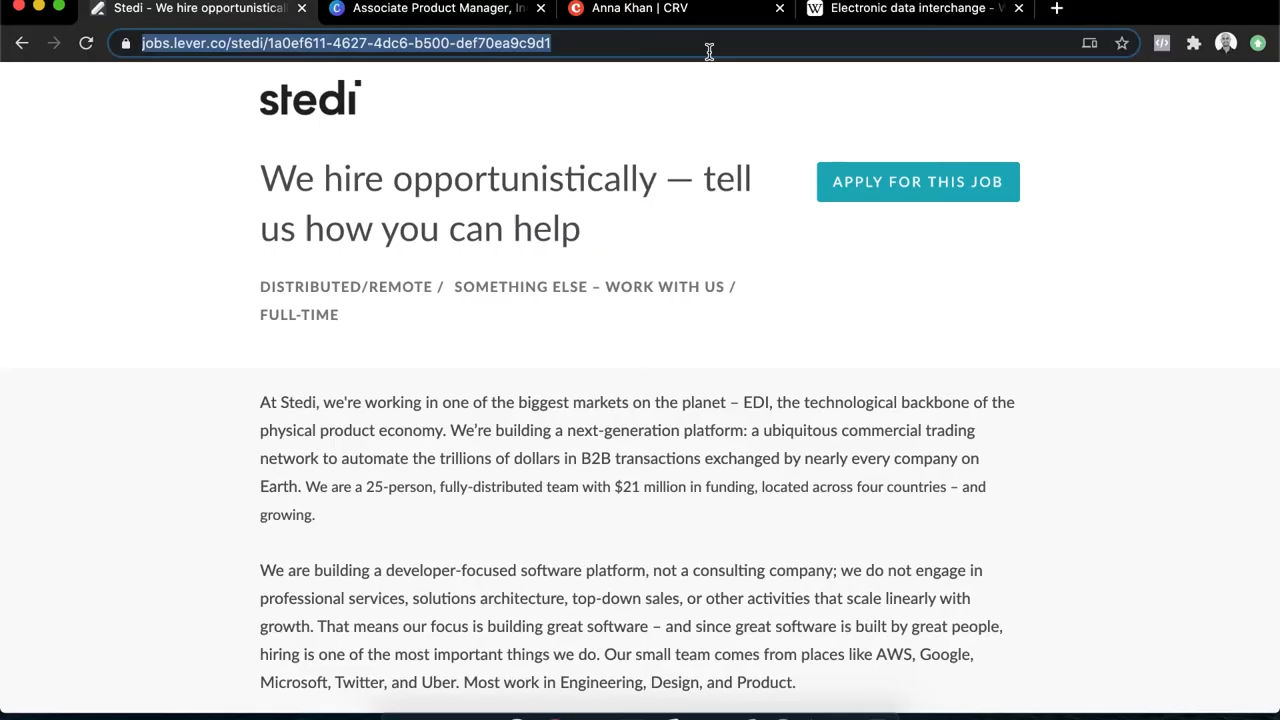 Stedi - We hire opportunistical
Associate Product Manager, In
Anna Khan | CRV
Electronic data interchange -
jobs.lever.co/stedi/1a0ef611-4627-4dc6-b500-def70ea9c9d1
stedi
We hire opportunistically — tell
us how you can help
APPLY FOR THIS JOB
DISTRIBUTED/REMOTE / SOMETHING ELSE – WORK WITH US /
FULL-TIME
At Stedi, we're working in one of the biggest markets on the planet – EDI, the technological backbone of the
physical product economy. We're building a next-generation platform: a ubiquitous commercial trading
network to automate the trillions of dollars in B2B transactions exchanged by nearly every company on
Earth. We are a 25-person, fully-distributed team with $21 million in funding, located across four countries – and
growing.
We are building a developer-focused software platform, not a consulting company; we do not engage in
professional services, solutions architecture, top-down sales, or other activities that scale linearly with
growth. That means our focus is building great software – and since great software is built by great people,
hiring is one of the most important things we do. Our small team comes from places like AWS, Google,
Microsoft, Twitter, and Uber. Most work in Engineering, Design, and Product.